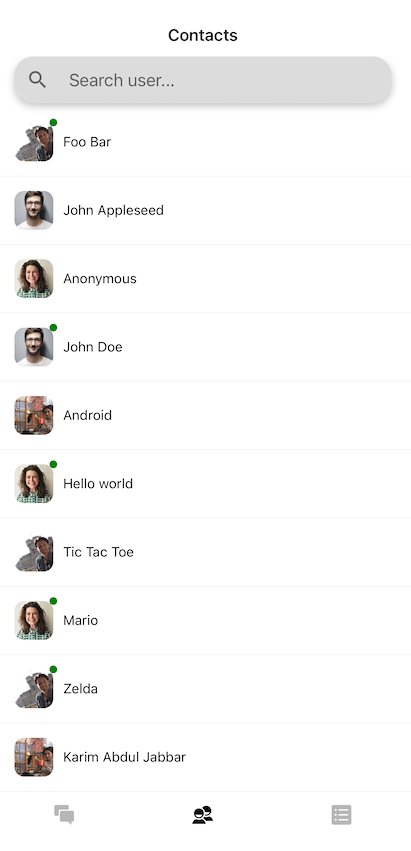 Contacts
Search user...
Foo Bar
John Appleseed
Anonymous
John Doe
Android
Hello world
Tic Tac Toe
Mario
Zelda
Karim Abdul Jabbar